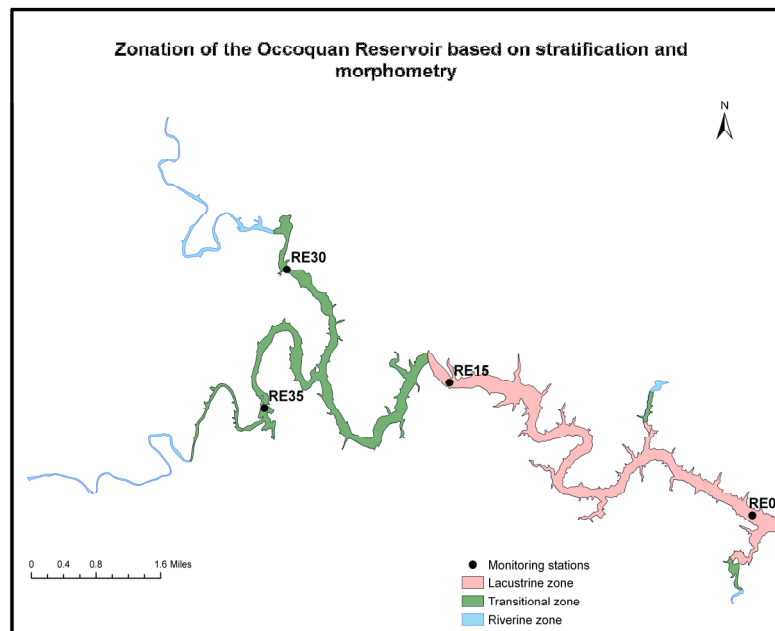 Zonation of the Occoquan Reservoir based on stratification and
morphometry
N
RE30
RE15
RE35
RE0
0 0.4 0.8 1.6 Miles
Monitoring stations
Lacustrine zone
Transitional zone
Riverine zone